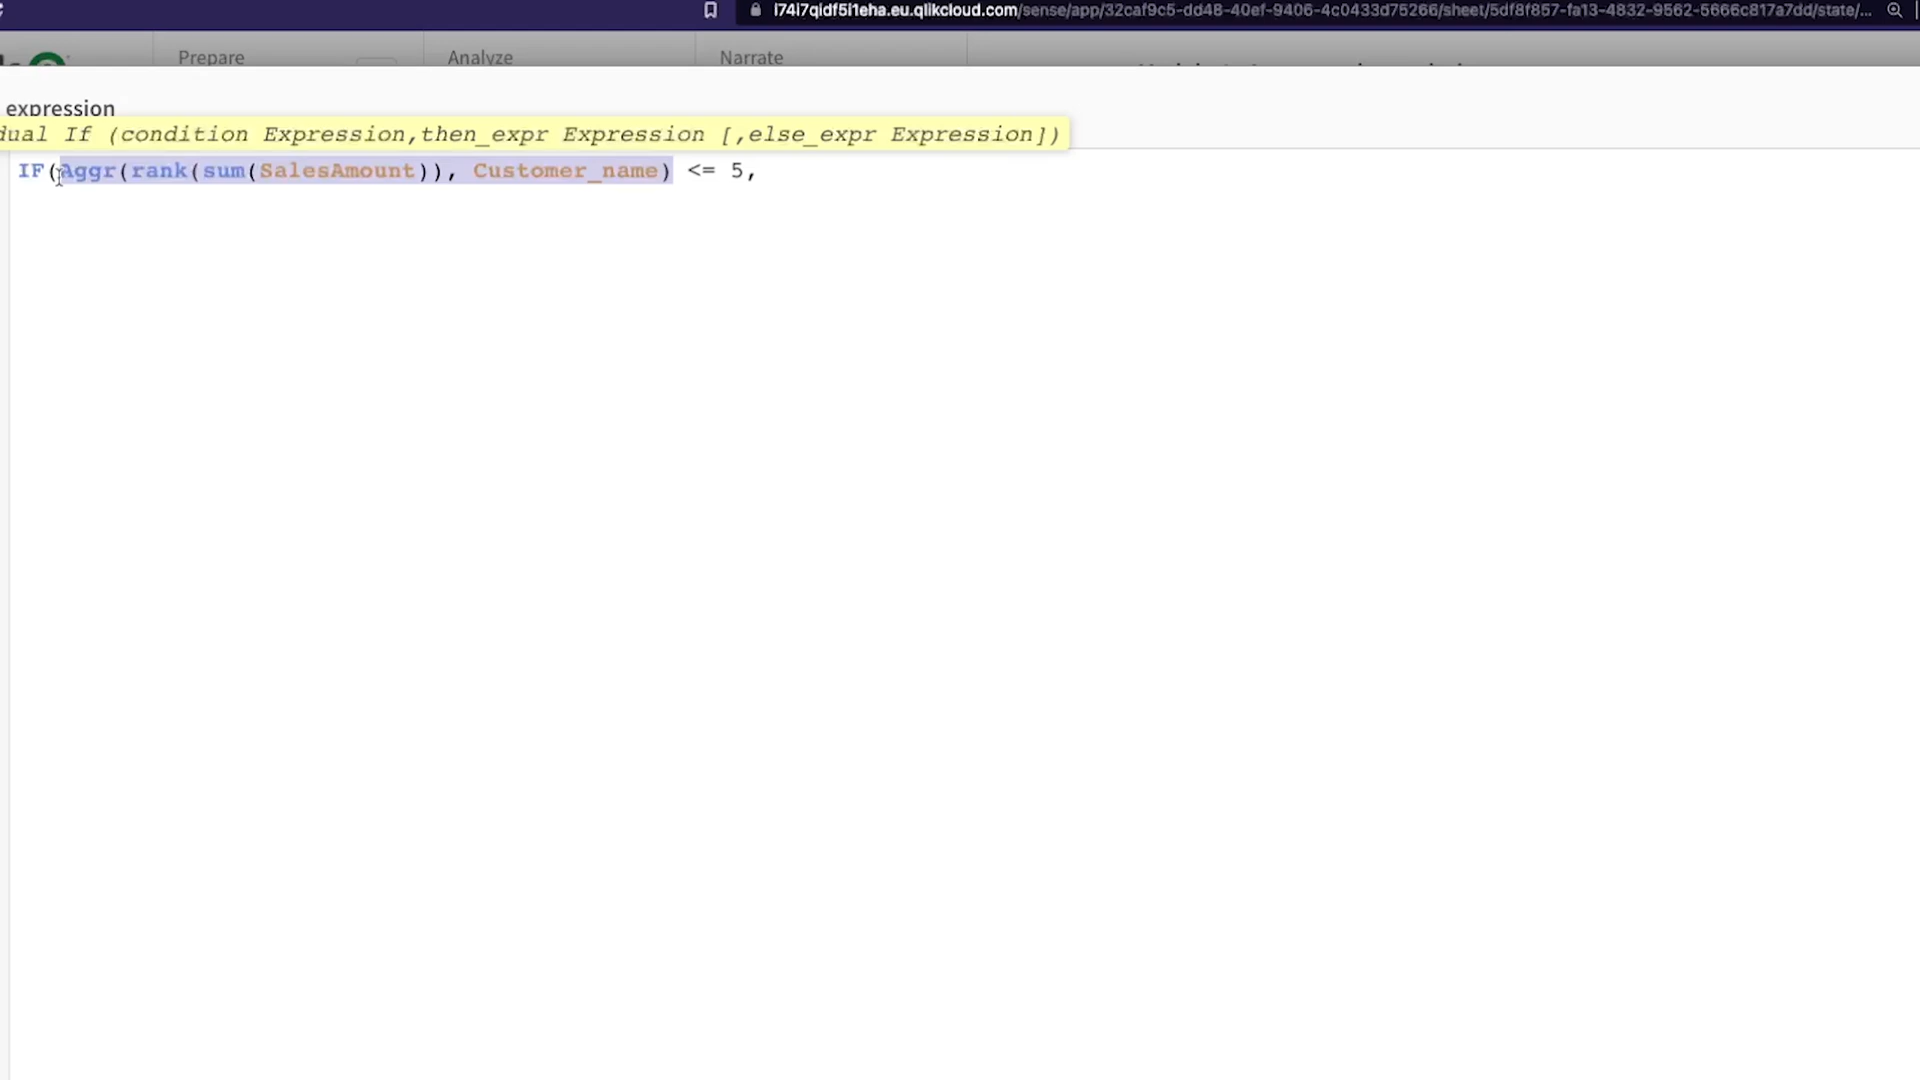 l74i7qidf5i1eha.eu.qlikcloud.com/sense/app/32caf9c5-dd48-40ef-9406-4c0433d75266/sheet/5df8f857-fa13-4832-9562-5666c817a7dd/state/...
Prepare Analyze Narrate
expression
dual If (condition Expression,then_expr Expression [,else_expr Expression])
IF(Aggr(rank(sum(SalesAmount)), Customer_name) <= 5,